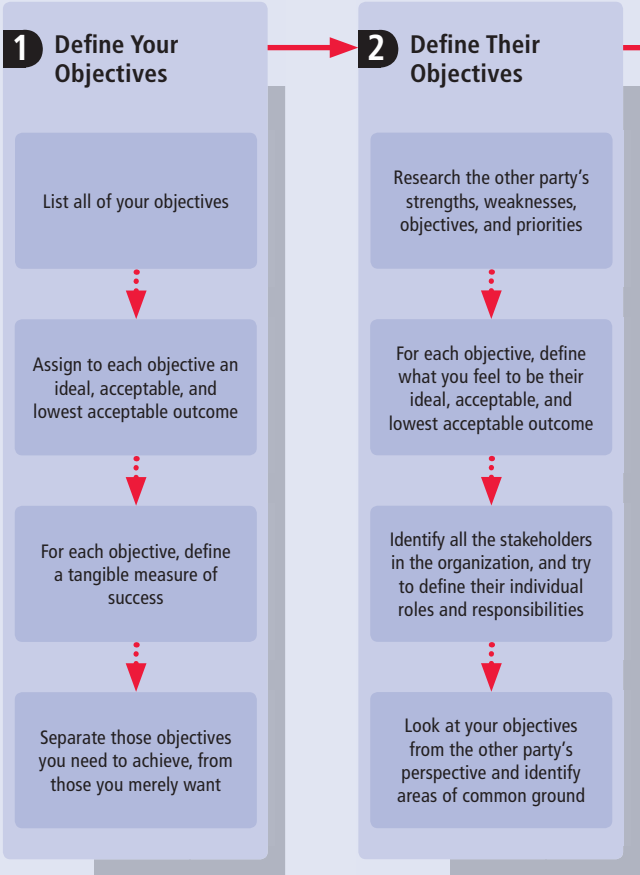 1
Define Your
Objectives
List all of your objectives
Assign to each objective an
ideal, acceptable, and
lowest acceptable outcome
For each objective, define
a tangible measure of
success
Separate those objectives
you need to achieve, from
those you merely want
2
Define Their
Objectives
Research the other party's
strengths, weaknesses,
objectives, and priorities
For each objective, define
what you feel to be their
ideal, acceptable, and
lowest acceptable outcome
Identify all the stakeholders
in the organization, and try
to define their individual
roles and responsibilities
Look at your objectives
from the other party's
perspective and identify
areas of common ground